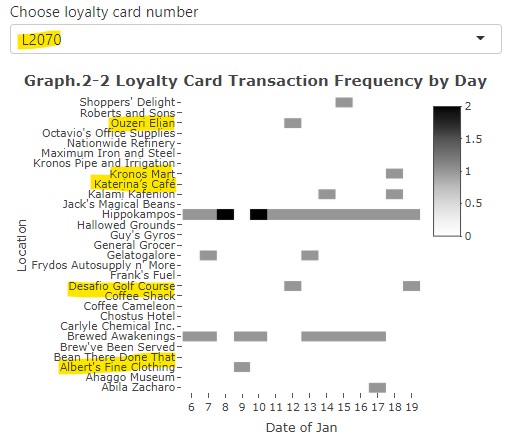 Choose loyalty card number
L2070
Graph.2-2 Loyalty Card Transaction Frequency by Day
Shoppers' Delight
Roberts and Sons
Ouzeri Elian
Octavio's Office Supplies
Nationwide Refinery
Maximum Iron and Steel
Kronos Pipe and Irrigation
Kronos Mart
Katerina's Cafe
Kalami Kafenion
Jack's Magical Beans
Hippokampos
Hallowed Grounds
Guy's Gyros
General Grocer
Gelatogalore
Frydos Autosupply n' More
Frank's Fuel
Desafio Golf Course
Coffee Shack
Coffee Cameleon
Chostus Hotel
Carlyle Chemical Inc.
Brewed Awakenings
Brew've Been Served
Bean There Done That
Albert's Fine Clothing
Ahaggo Museum
Abila Zacharo
Location
6 7 8 9 10 11 12 13 14 15 16 17 18 19
Date of Jan
2
1.5
1
0.5
0